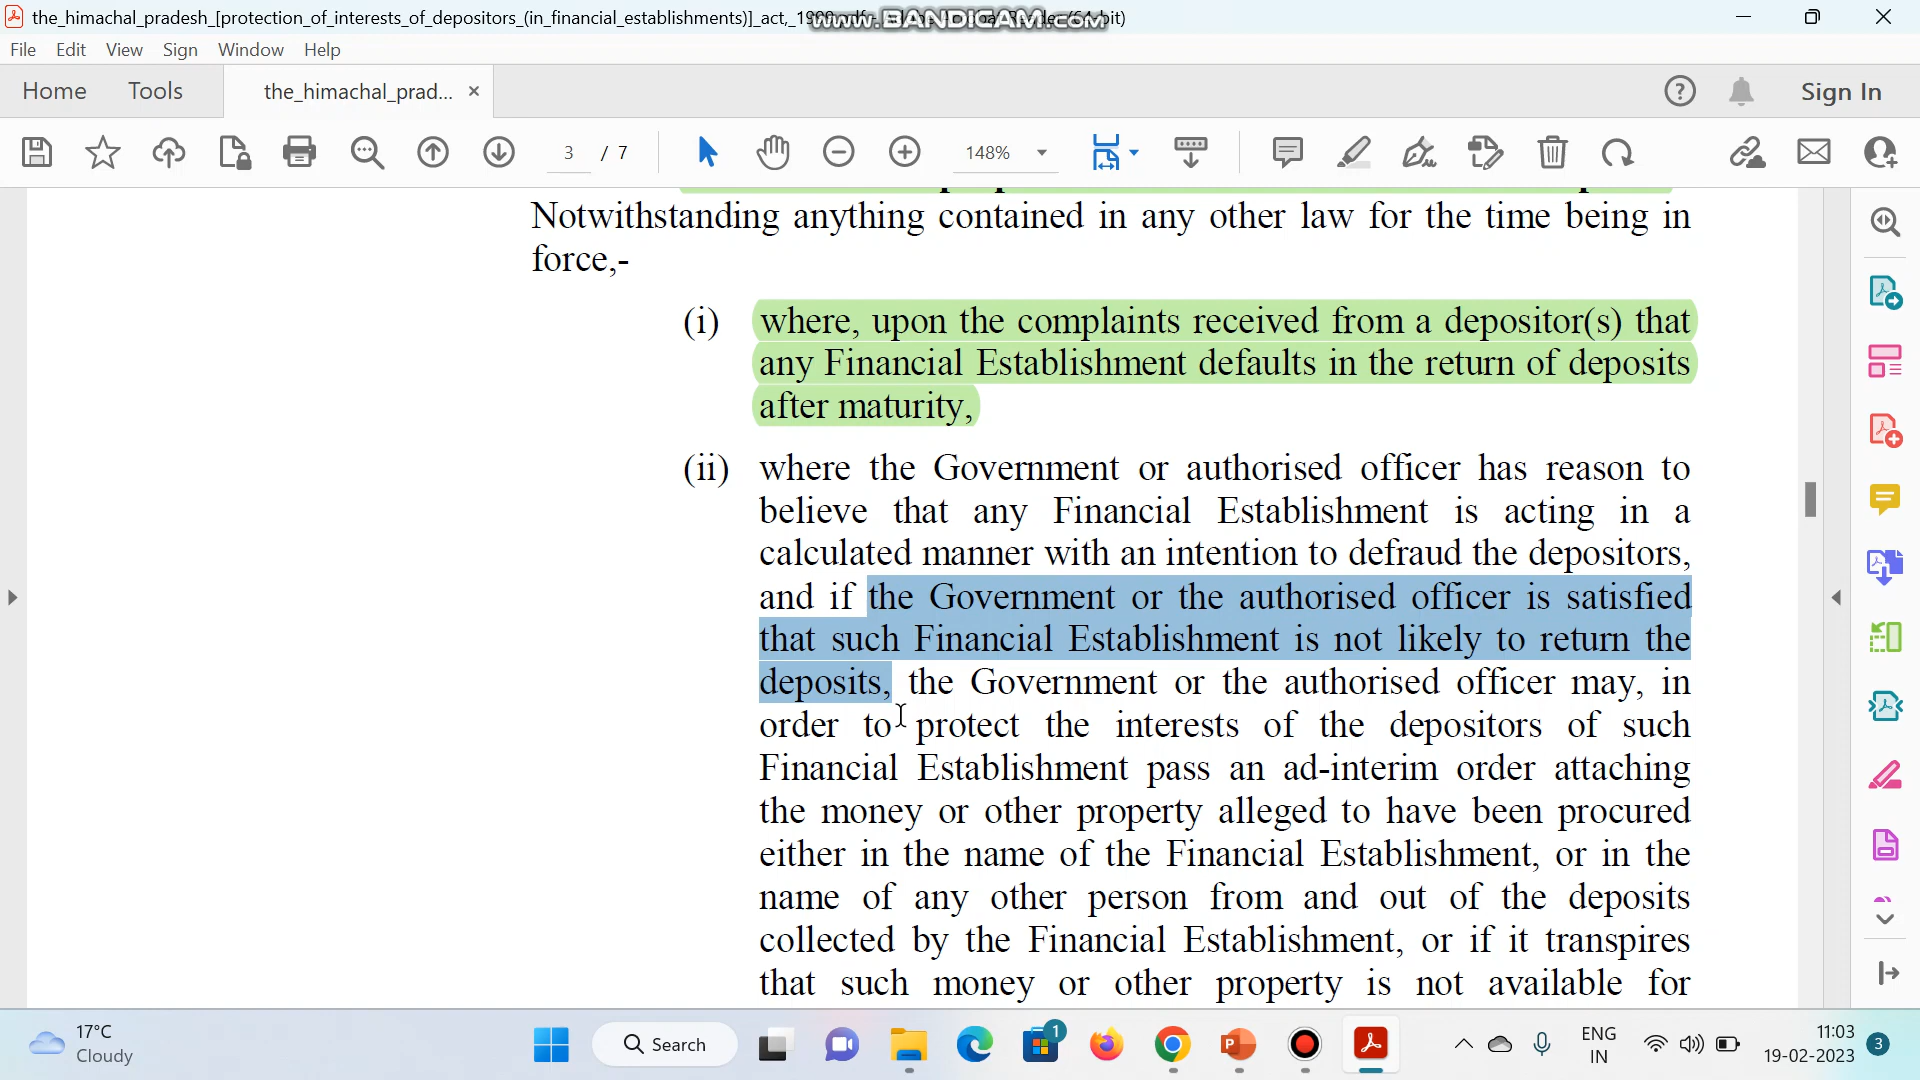 the_himachal_pradesh_[protection_of_interests_of_depositors_(in_financial_establishments)]_act,_1999.pdf - Adobe Acrobat Reader (64-bit)
www.BANDICAM.com
File Edit View Sign Window Help
Home Tools the_himachal_prad... × Sign In
3 / 7 148%
Notwithstanding anything contained in any other law for the time being in
force,-
(i) where, upon the complaints received from a depositor(s) that
any Financial Establishment defaults in the return of deposits
after maturity,
(ii) where the Government or authorised officer has reason to
believe that any Financial Establishment is acting in a
calculated manner with an intention to defraud the depositors,
and if the Government or the authorised officer is satisfied
that such Financial Establishment is not likely to return the
deposits, the Government or the authorised officer may, in
order to protect the interests of the depositors of such
Financial Establishment pass an ad-interim order attaching
the money or other property alleged to have been procured
either in the name of the Financial Establishment, or in the
name of any other person from and out of the deposits
collected by the Financial Establishment, or if it transpires
that such money or other property is not available for
17°C
Cloudy
Search
1
ENG
IN
11:03
19-02-2023
3